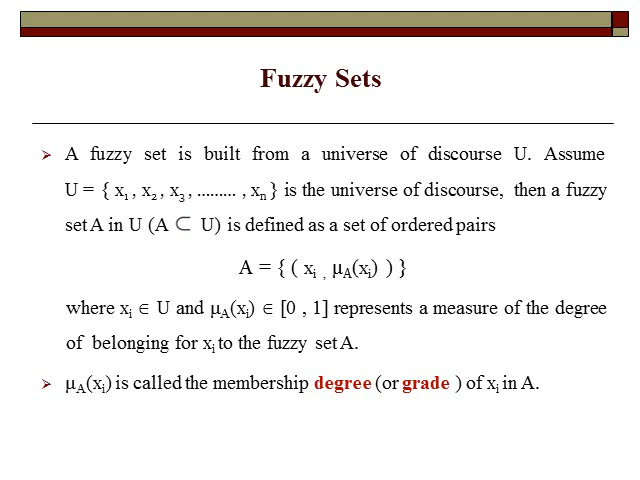 Fuzzy Sets
➢ A fuzzy set is built from a universe of discourse U. Assume
U = { x₁ , x₂ , x₃ , ......... , xₙ } is the universe of discourse, then a fuzzy
set A in U (A ⊂ U) is defined as a set of ordered pairs
A = { ( xᵢ , μ_A(xᵢ) ) }
where xᵢ ∈ U and μ_A(xᵢ) ∈ [0 , 1] represents a measure of the degree
of belonging for xᵢ to the fuzzy set A.
➢ μ_A(xᵢ) is called the membership degree (or grade ) of xᵢ in A.